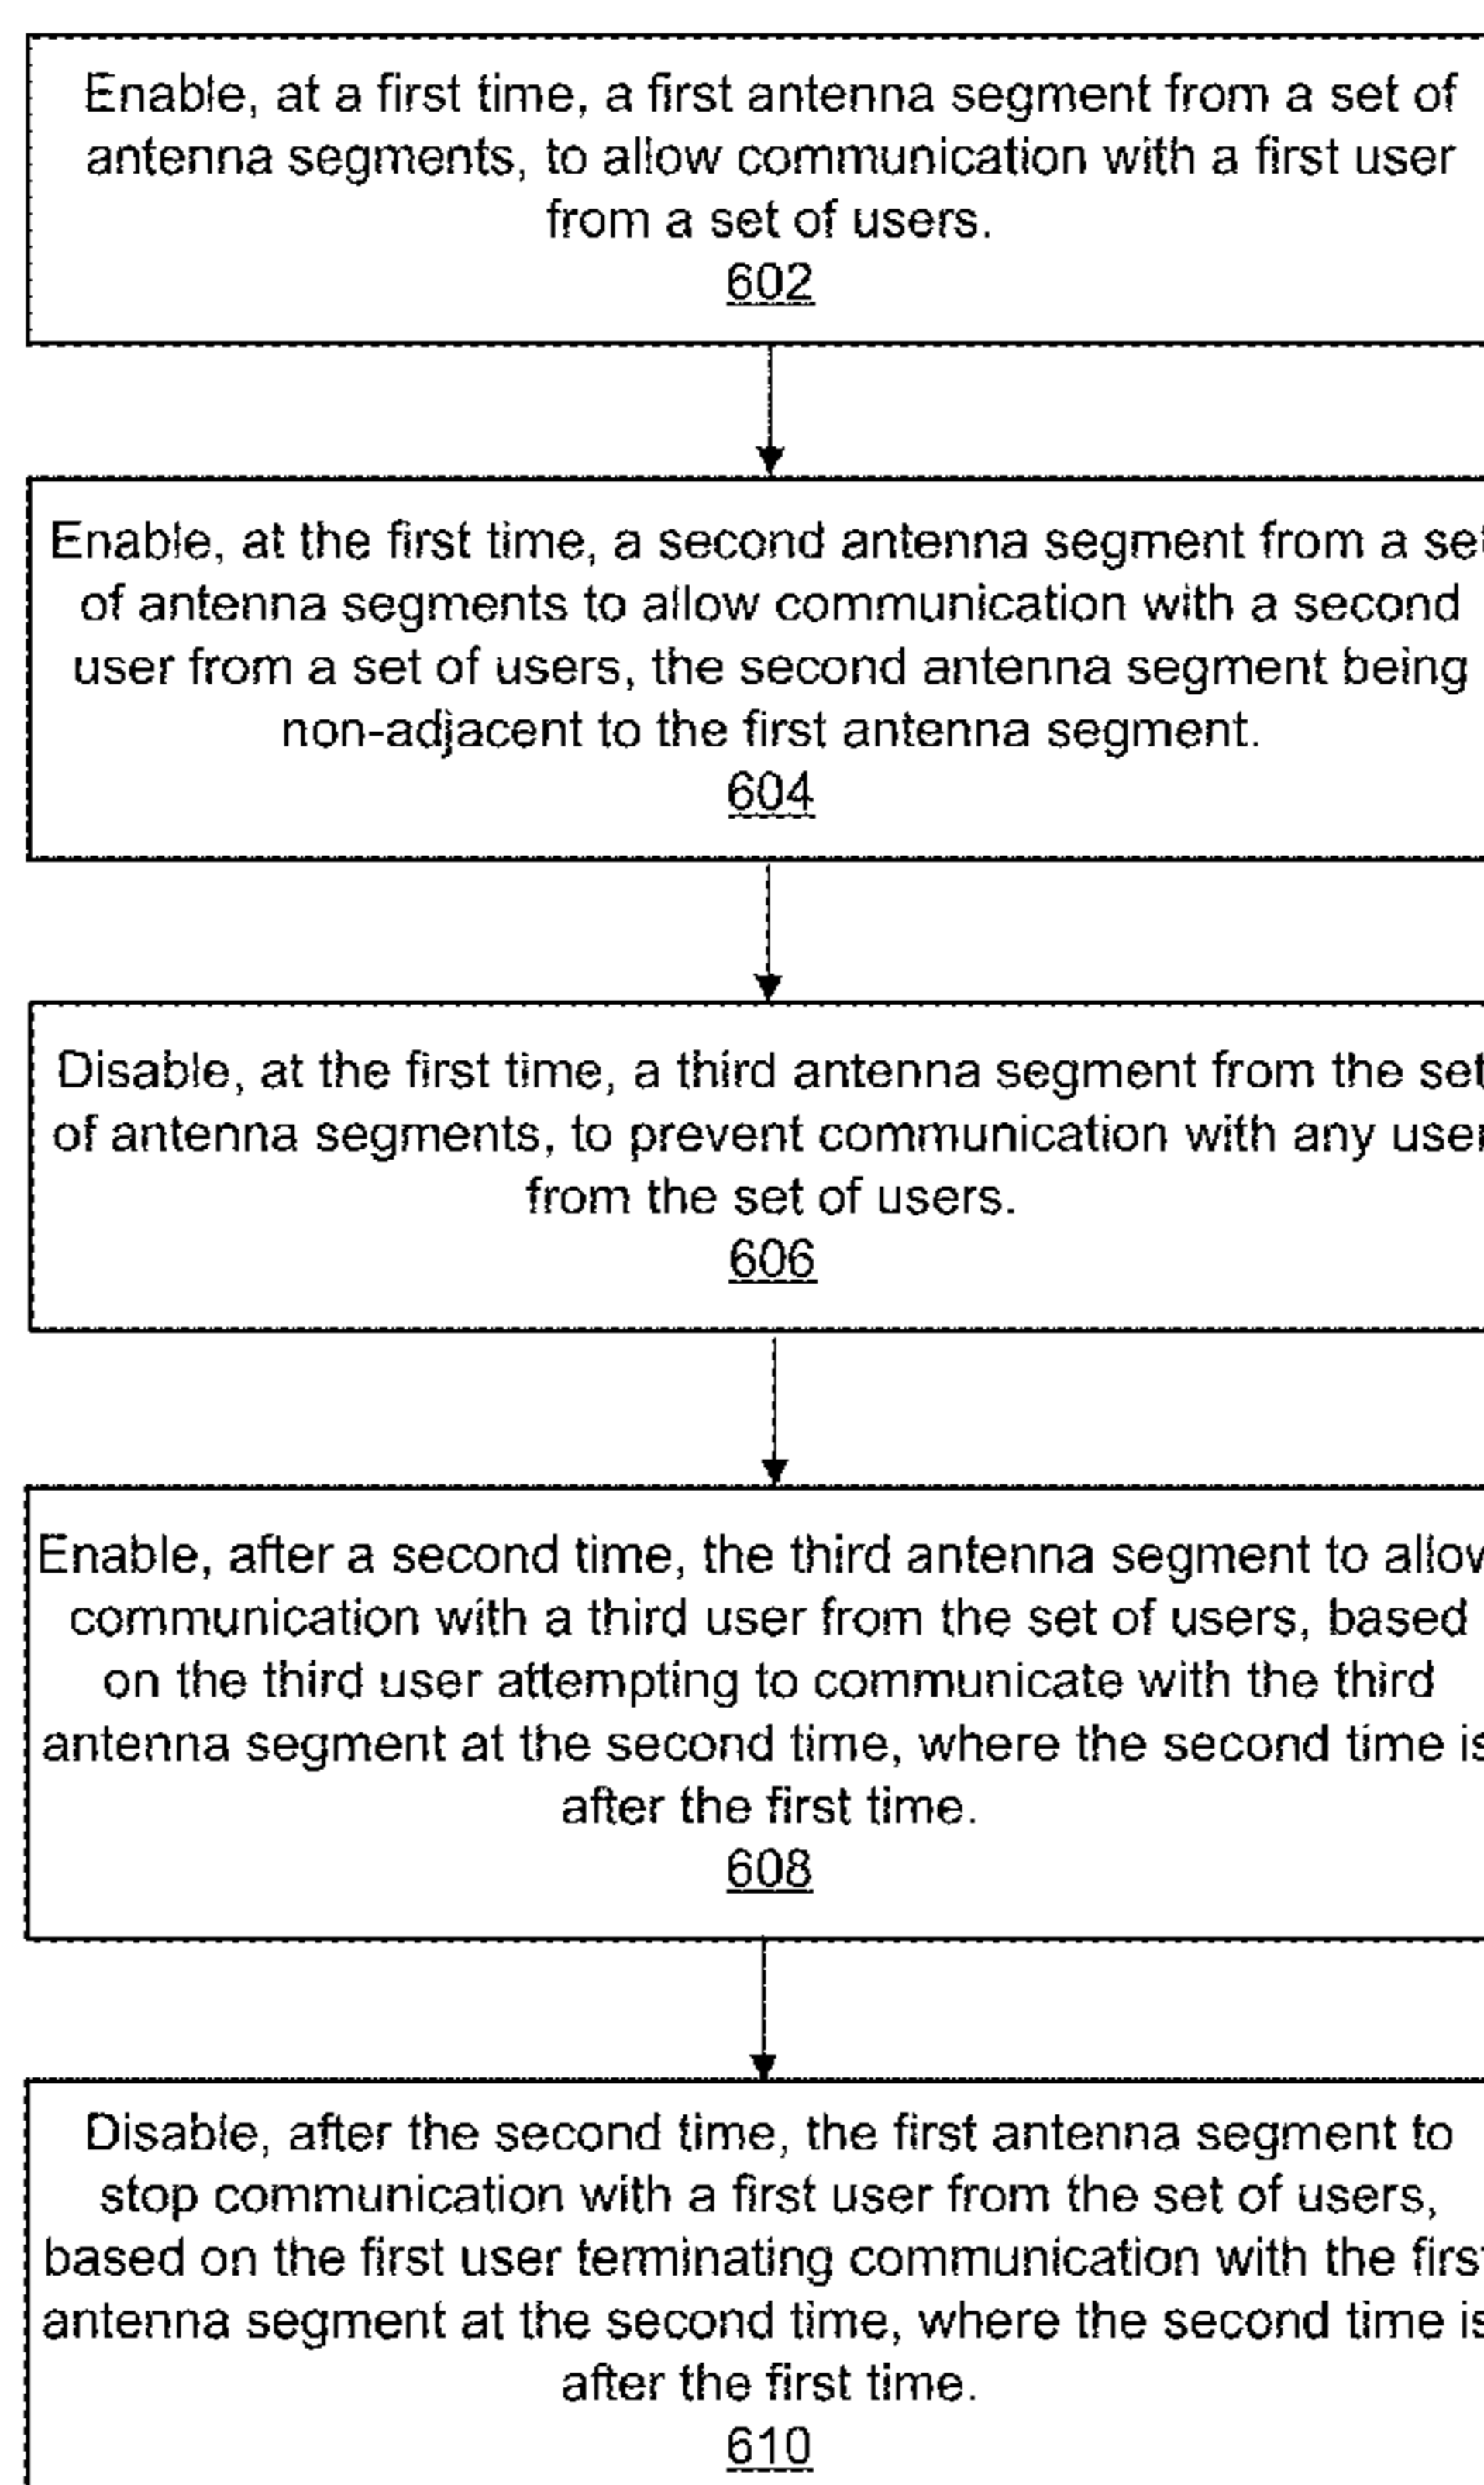 Enable, at a first time, a first antenna segment from a set of
antenna segments, to allow communication with a first user
from a set of users.
602
Enable, at the first time, a second antenna segment from a set
of antenna segments to allow communication with a second
user from a set of users, the second antenna segment being
non-adjacent to the first antenna segment.
604
Disable, at the first time, a third antenna segment from the set
of antenna segments, to prevent communication with any user
from the set of users.
606
Enable, after a second time, the third antenna segment to allow
communication with a third user from the set of users, based
on the third user attempting to communicate with the third
antenna segment at the second time, where the second time is
after the first time.
608
Disable, after the second time, the first antenna segment to
stop communication with a first user from the set of users,
based on the first user terminating communication with the first
antenna segment at the second time, where the second time is
after the first time.
610